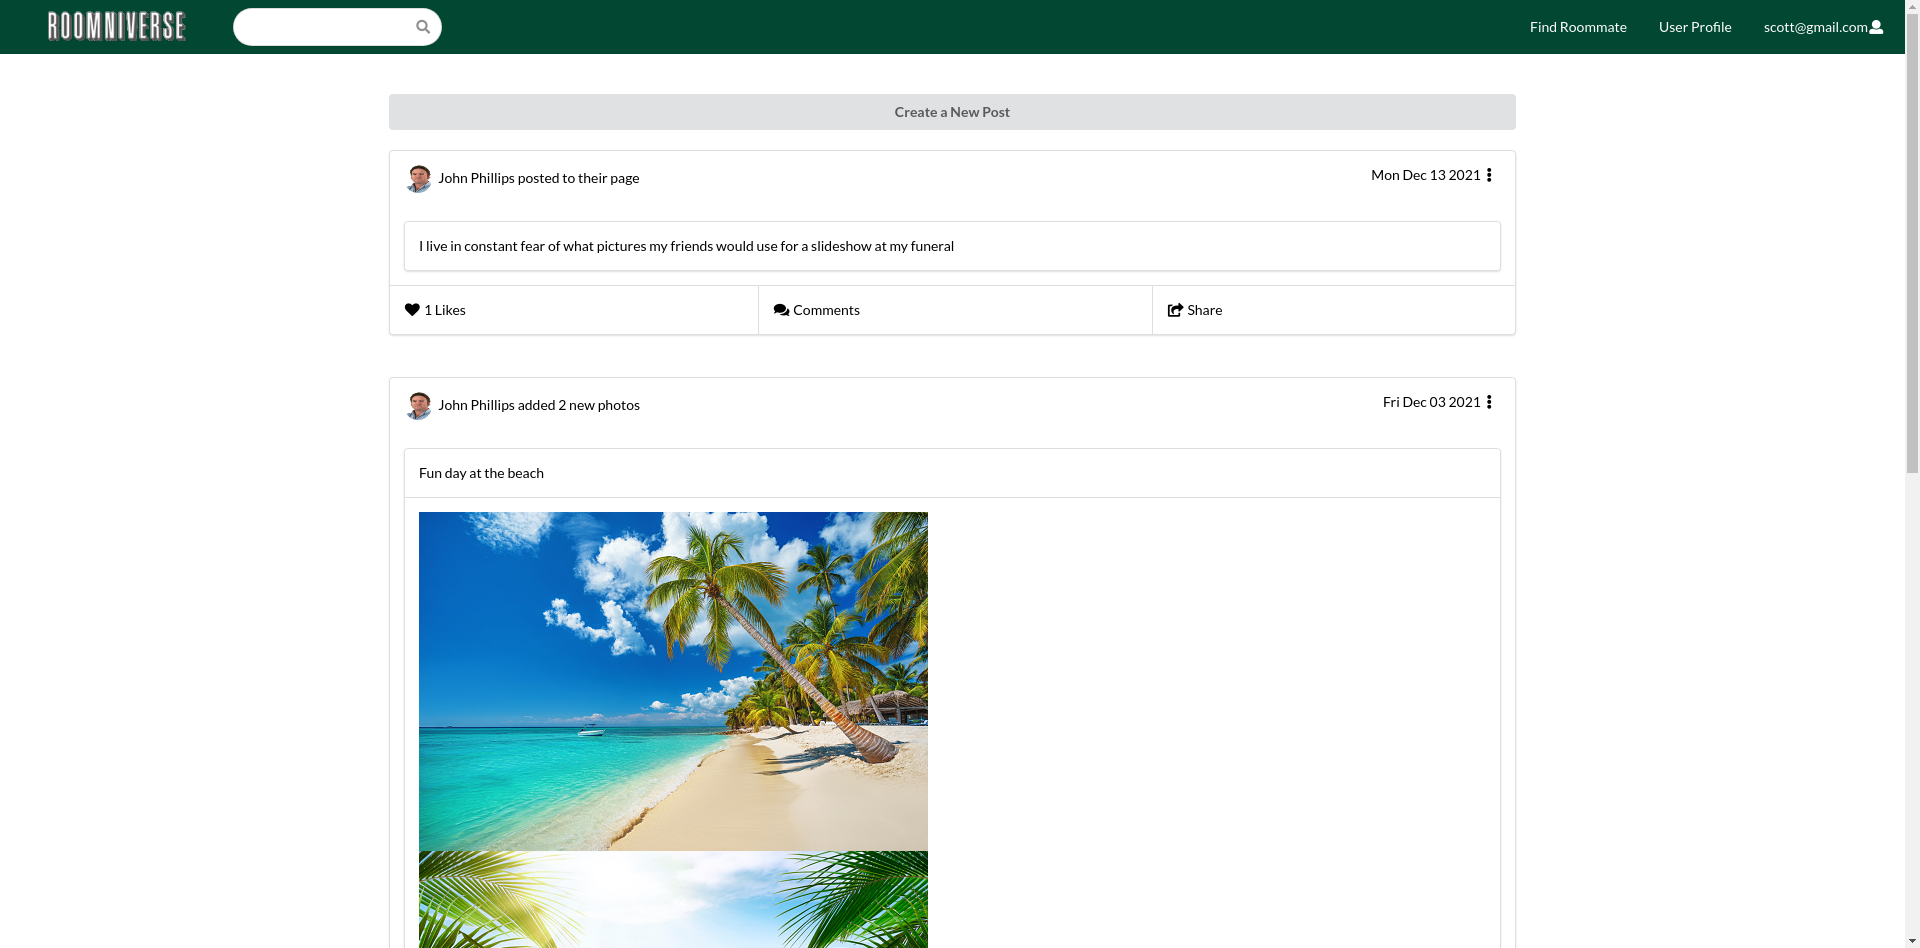 ROOMNIVERSE
Find Roommate
User Profile
scott@gmail.com
Create a New Post
John Phillips posted to their page
Mon Dec 13 2021
I live in constant fear of what pictures my friends would use for a slideshow at my funeral
1 Likes
Comments
Share
John Phillips added 2 new photos
Fri Dec 03 2021
Fun day at the beach